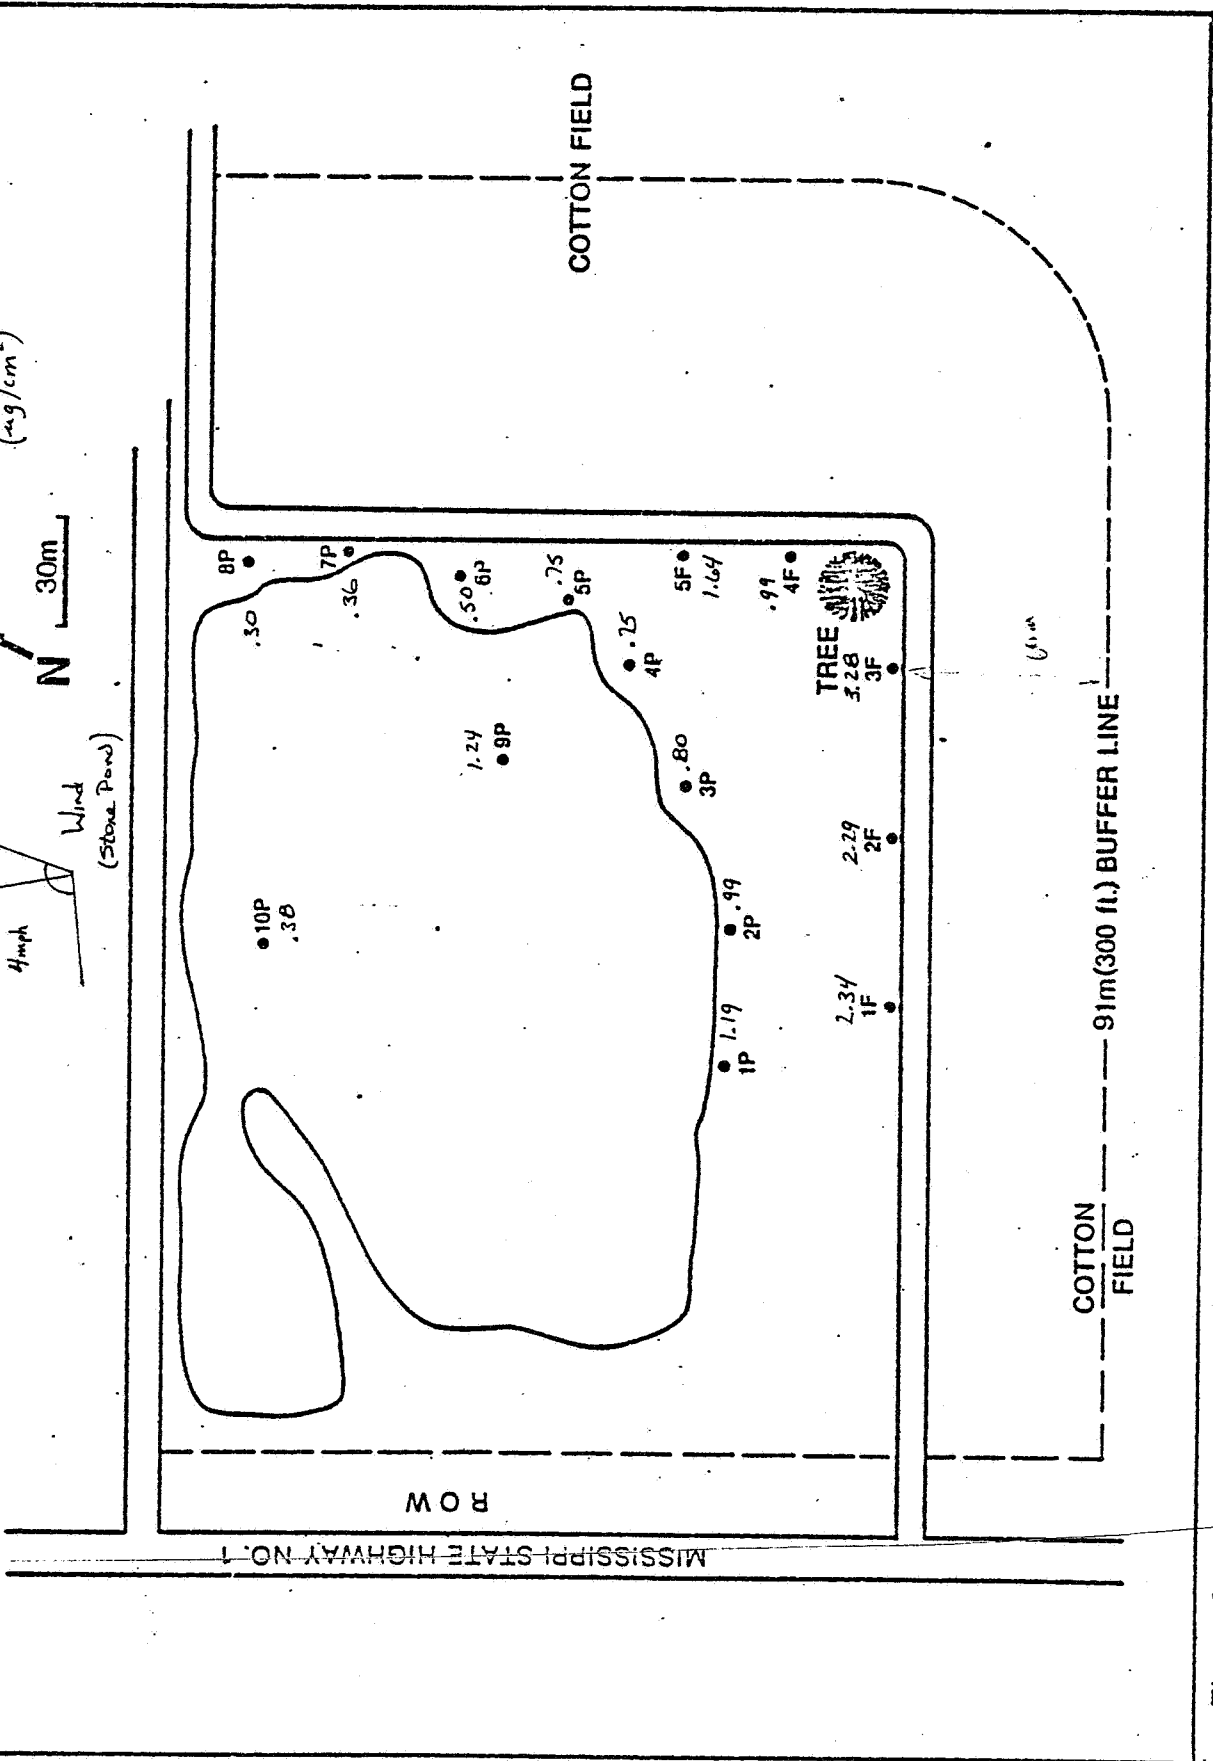 (ug/cm²)
30m
N
Wind
(Stone Pond)
4mph
COTTON FIELD
8P
.30
7P
.36
6P
.50
5P
.75
4P
.25
3P
.80
2P
.99
1P
1.19
9P
1.24
10P
.38
5F
1.64
4F
.99
TREE
3.28
3F
2.29
2F
2.34
1F
91m (300 ft.) BUFFER LINE
COTTON
FIELD
ROW
MISSISSIPPI STATE HIGHWAY NO. 1